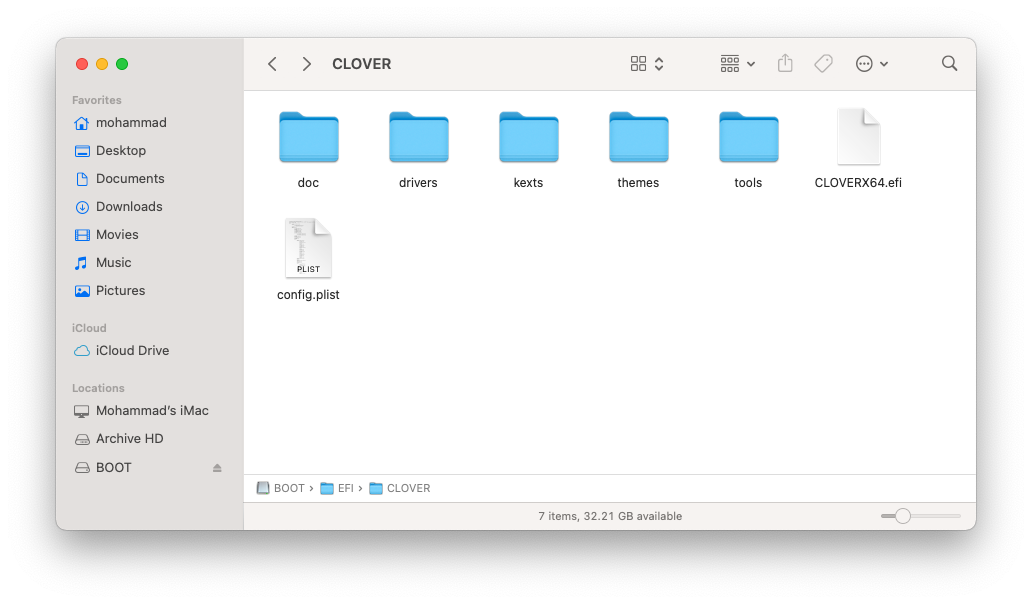 CLOVER
Favorites
mohammad
Desktop
Documents
Downloads
Movies
Music
Pictures
iCloud
iCloud Drive
Locations
Mohammad's iMac
Archive HD
BOOT
doc
drivers
kexts
themes
tools
CLOVERX64.efi
PLIST
config.plist
BOOT › EFI › CLOVER
7 items, 32.21 GB available